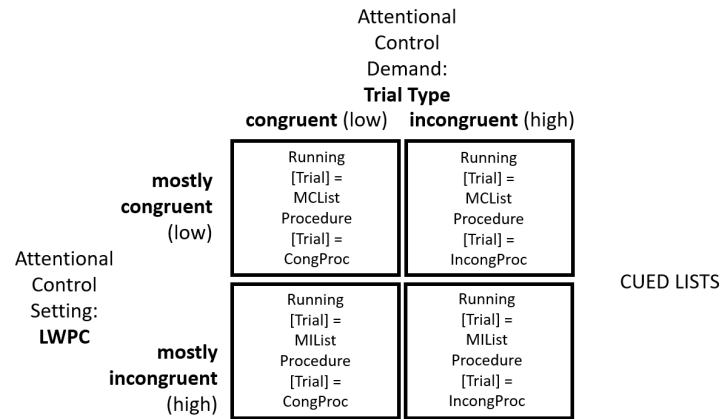 Attentional
Control
Demand:
Trial Type
congruent (low) incongruent (high)
mostly
congruent
(low)
Running
[Trial] =
MCList
Procedure
[Trial] =
CongProc
Running
[Trial] =
MCList
Procedure
[Trial] =
IncongProc
Attentional
Control
Setting:
LWPC
CUED LISTS
mostly
incongruent
(high)
Running
[Trial] =
MIList
Procedure
[Trial] =
CongProc
Running
[Trial] =
MIList
Procedure
[Trial] =
IncongProc